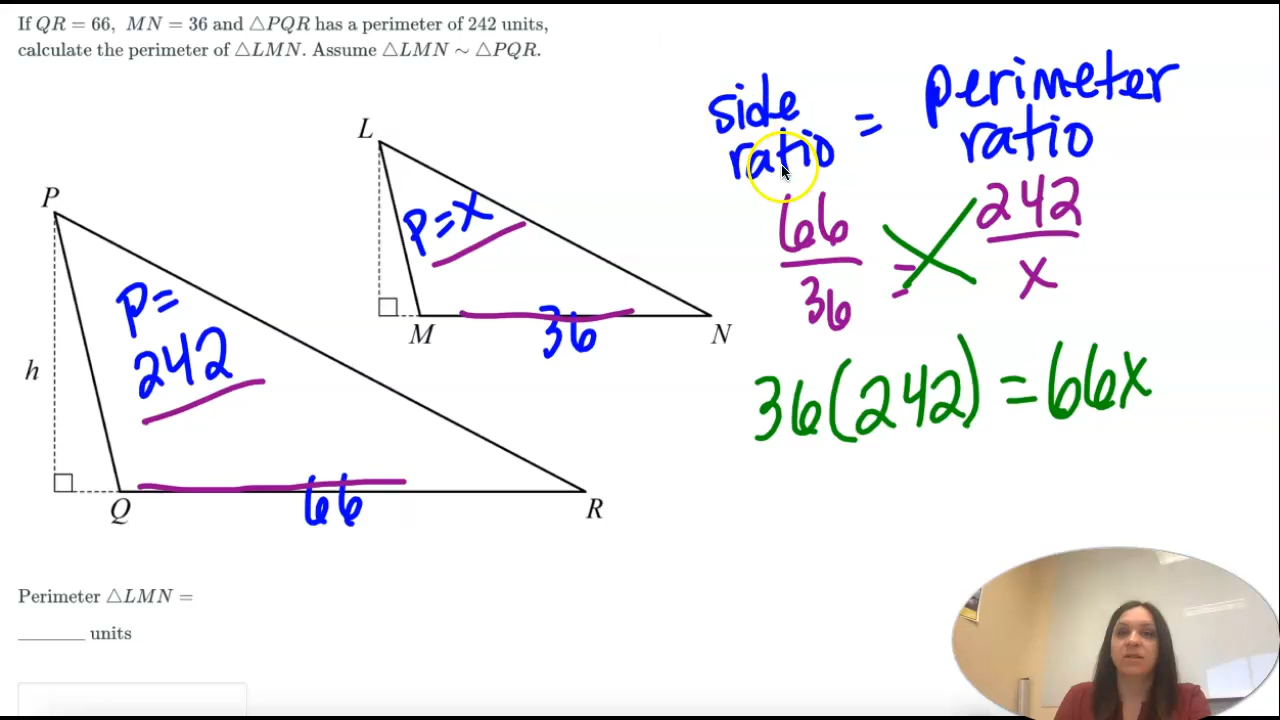 If QR = 66, MN = 36 and △PQR has a perimeter of 242 units,
calculate the perimeter of △LMN. Assume △LMN ∼ △PQR.
side
ratio
=
perimeter
ratio
66
36
=
242
x
36(242) = 66x
L
P = x
M
N
36
P
P =
242
h
Q
R
66
Perimeter △LMN =
______ units